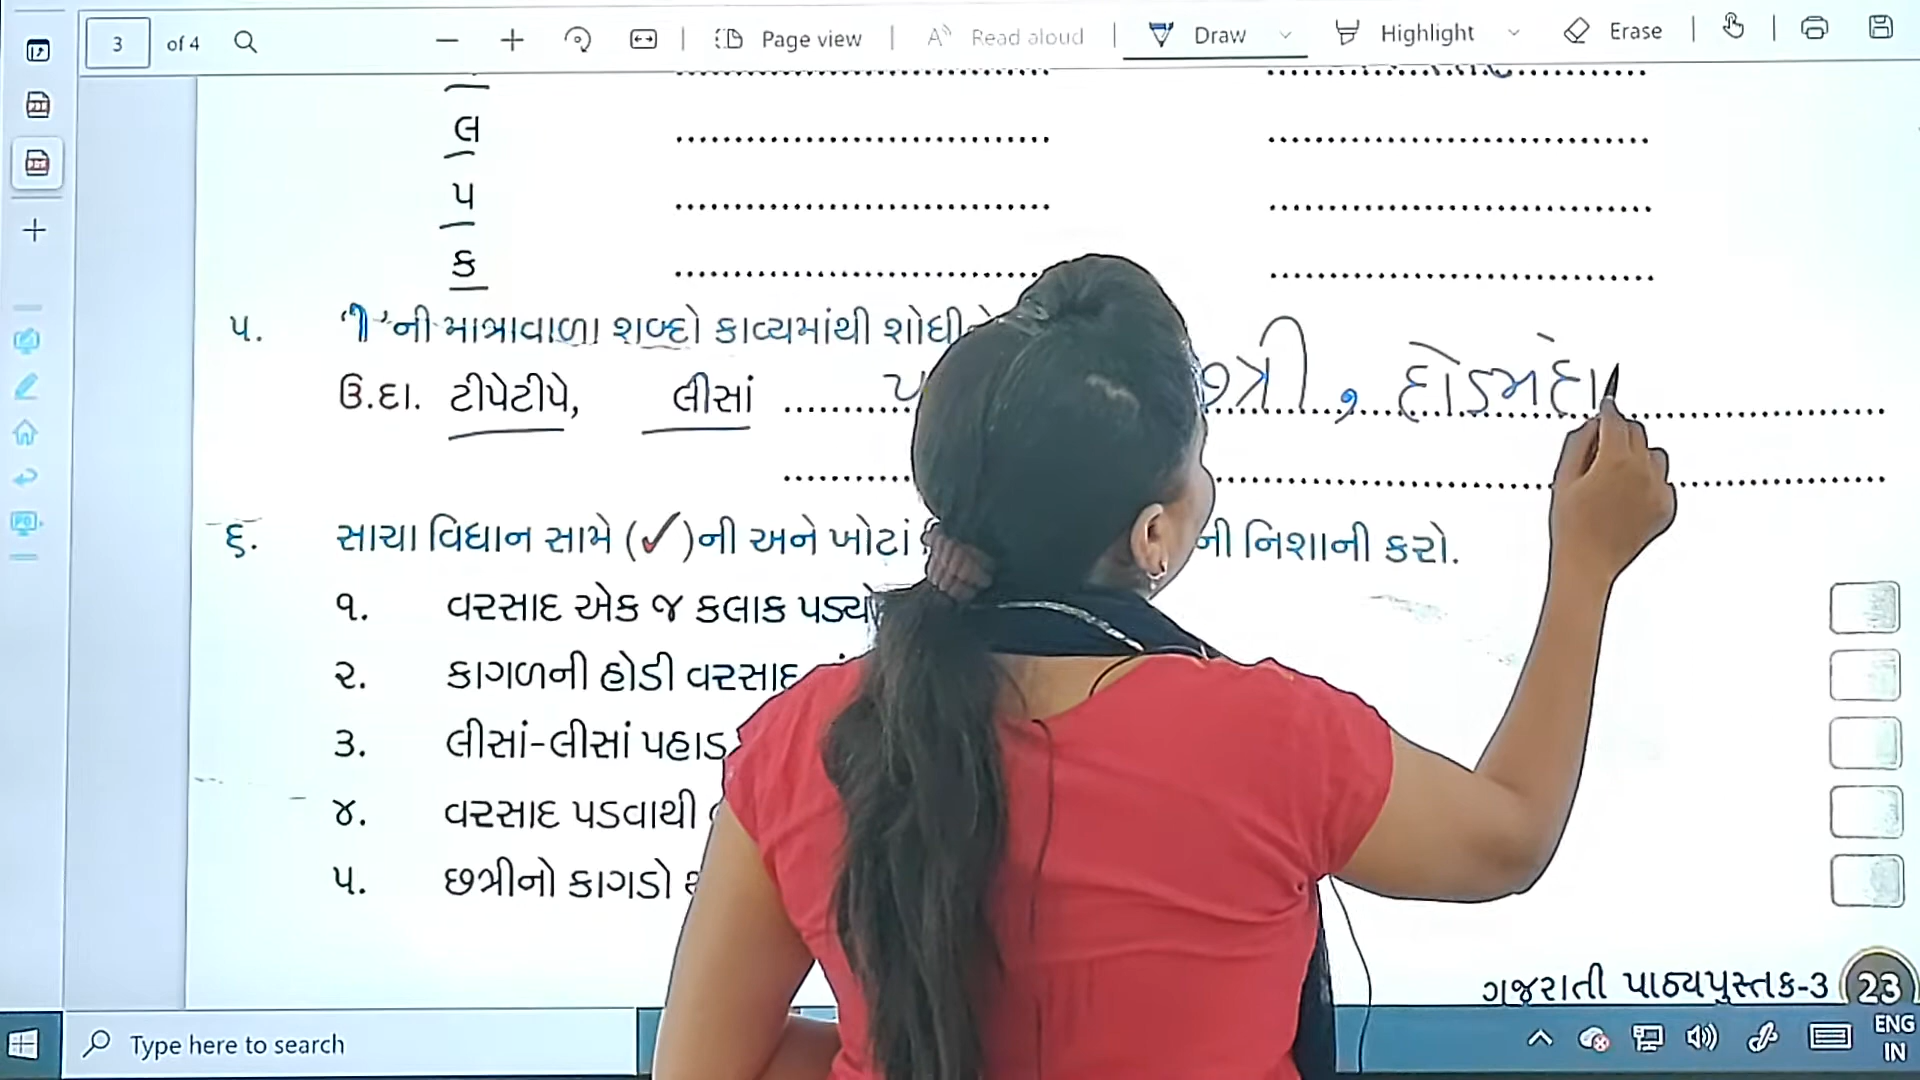 3 of 4 Page view Read aloud Draw Highlight Erase
લ ........................................ ........................................
પ ........................................ ........................................
ક ........................................ ........................................
૫. ‘ી’ની માત્રાવાળા શબ્દો કાવ્યમાંથી શોધીને
ઉ.દા. ટીપેટીપે, લીસાં ............ છત્રી, દોડમદો
૬. સાચા વિધાન સામે (✓)ની અને ખોટાં ની નિશાની કરો.
૧. વરસાદ એક જ કલાક પડ્યો
૨. કાગળની હોડી વરસાદ
૩. લીસાં-લીસાં પહાડ
૪. વરસાદ પડવાથી
૫. છત્રીનો કાગડો
ગુજરાતી પાઠ્યપુસ્તક-૩ 23
Type here to search ENG
IN